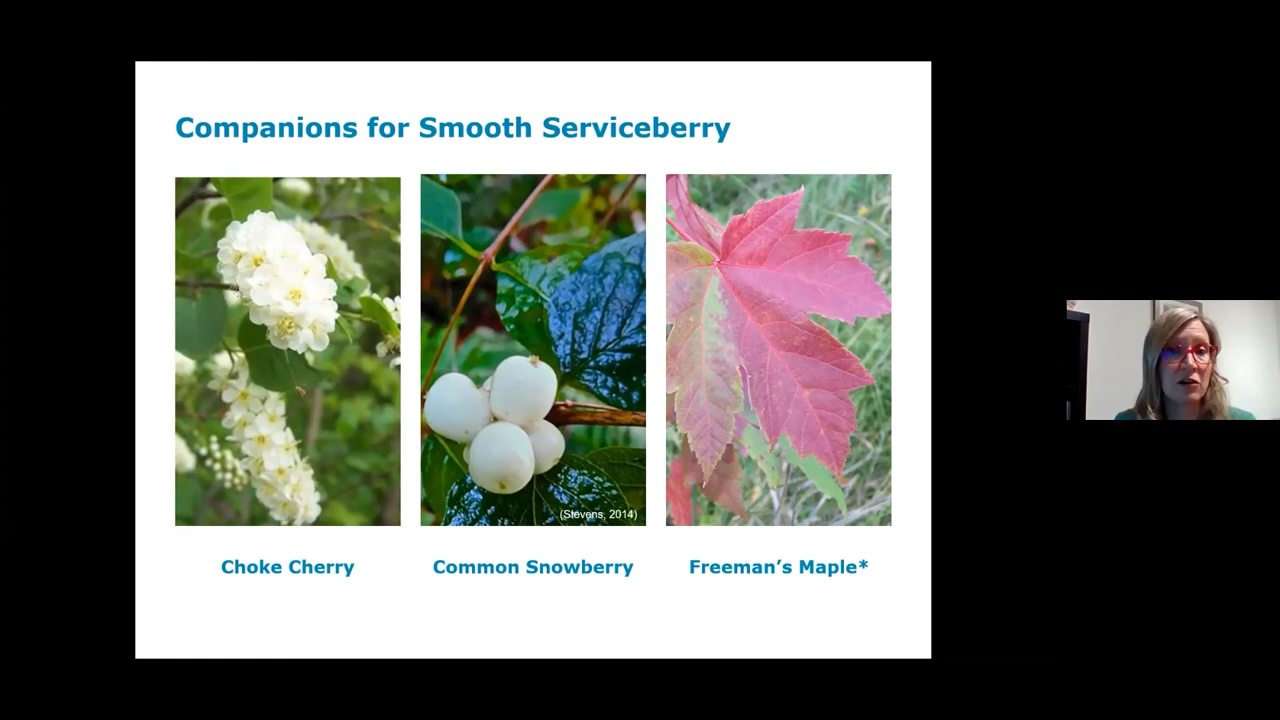 Companions for Smooth Serviceberry
(Stevens, 2014)
Choke Cherry
Common Snowberry
Freeman’s Maple*